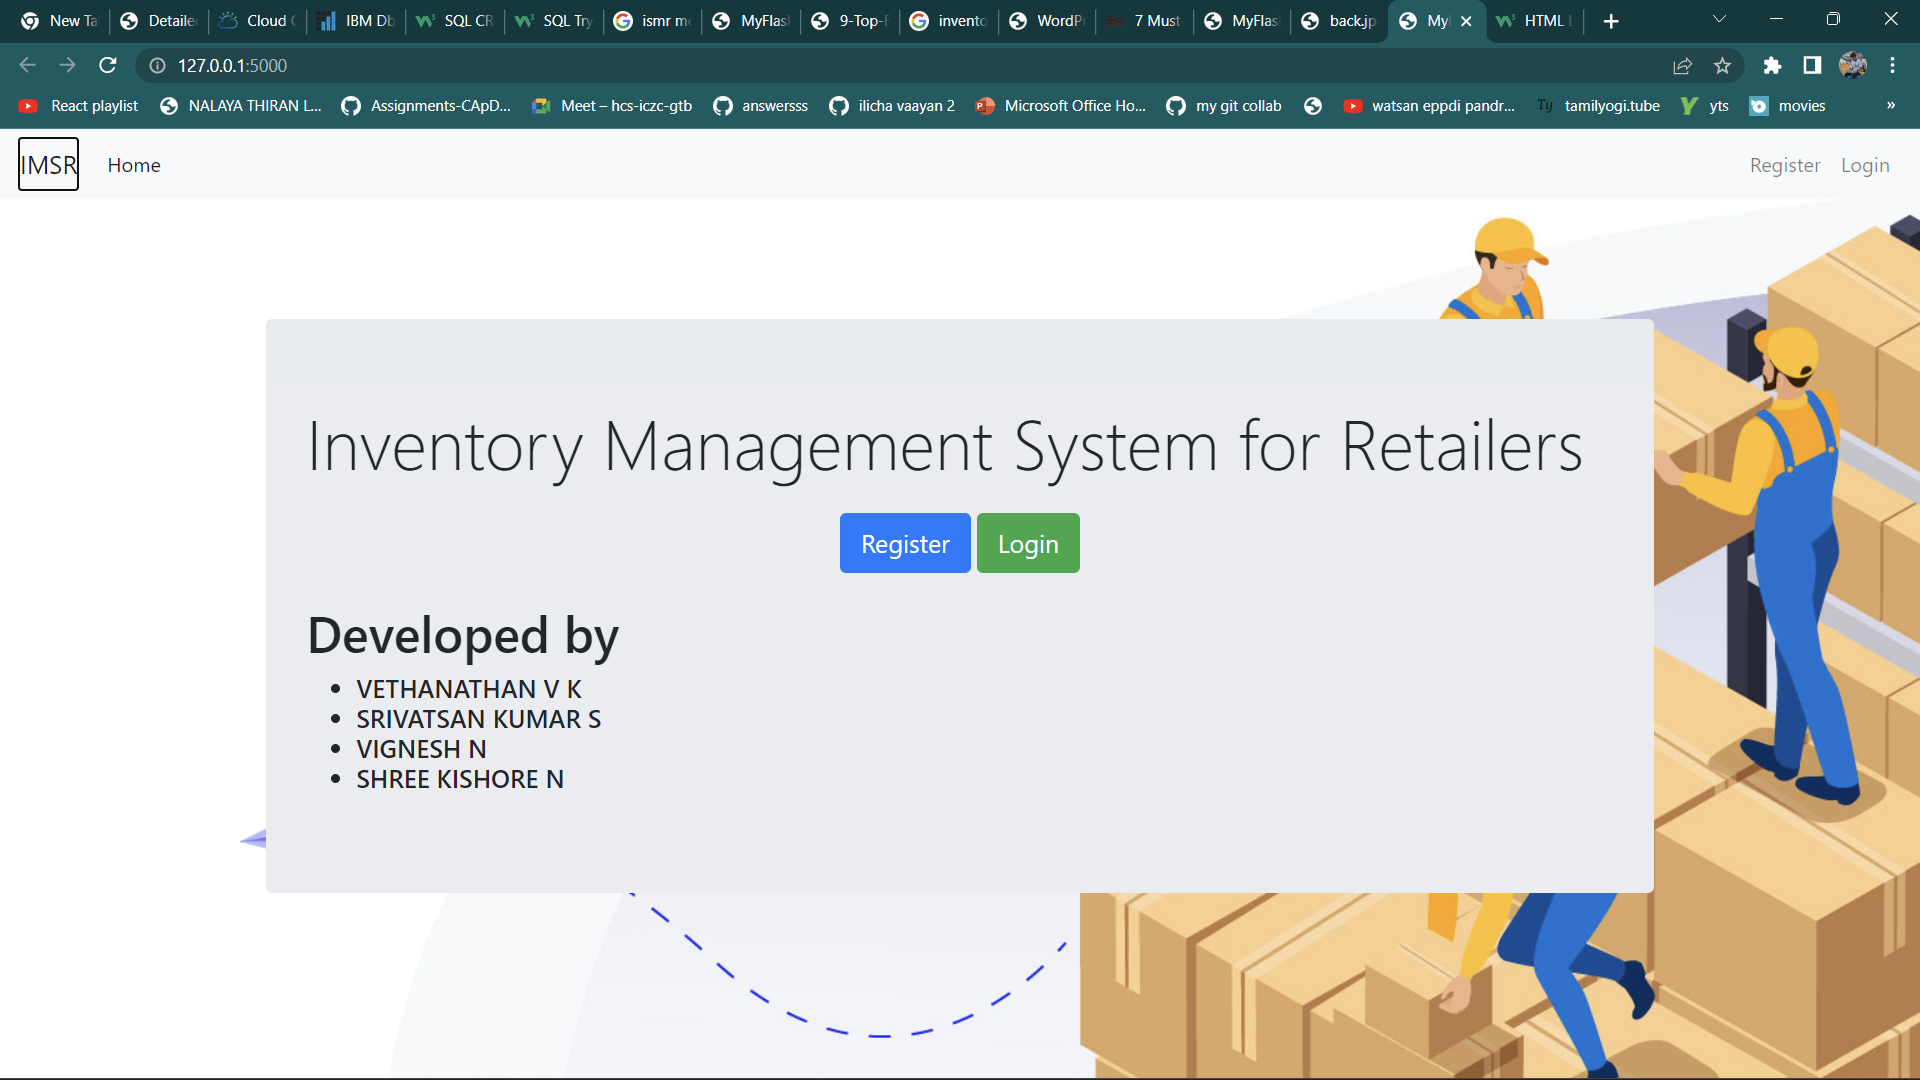 New Ta Detaile Cloud IBM Db SQL CR SQL Try ismr me MyFlas 9-Top- invento WordP 7 Must MyFlas back.jp My HTML
127.0.0.1:5000
React playlist NALAYA THIRAN L... Assignments-CApD... Meet – hcs-iczc-gtb answersss ilicha vaayan 2 Microsoft Office Ho... my git collab watsan eppdi pandr... Ty tamilyogi.tube yts movies »
IMSR Home Register Login
Inventory Management System for Retailers
Register Login
Developed by
• VETHANATHAN V K
• SRIVATSAN KUMAR S
• VIGNESH N
• SHREE KISHORE N